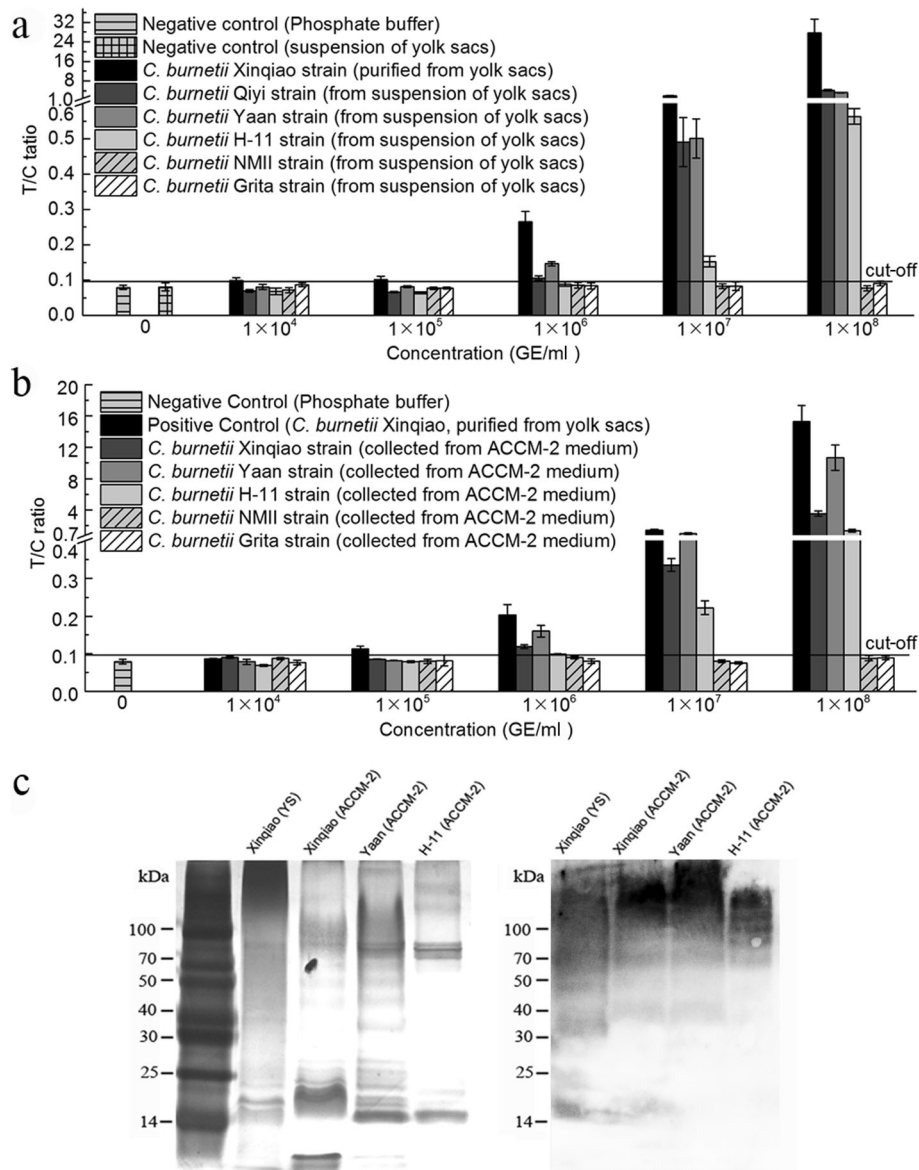 a
T/C tatio
32
24
16
8
1.0
0.6
0.5
0.4
0.3
0.2
0.1
0.0
Negative control (Phosphate buffer)
Negative control (suspension of yolk sacs)
C. burnetii Xinqiao strain (purified from yolk sacs)
C. burnetii Qiyi strain (from suspension of yolk sacs)
C. burnetii Yaan strain (from suspension of yolk sacs)
C. burnetii H-11 strain (from suspension of yolk sacs)
C. burnetii NMII strain (from suspension of yolk sacs)
C. burnetii Grita strain (from suspension of yolk sacs)
cut-off
0 1×10⁴ 1×10⁵ 1×10⁶ 1×10⁷ 1×10⁸
Concentration (GE/ml )
b
T/C ratio
20
16
12
8
4
0.7
0.4
0.3
0.2
0.1
0.0
Negative Control (Phosphate buffer)
Positive Control (C. burnetii Xinqiao, purified from yolk sacs)
C. burnetii Xinqiao strain (collected from ACCM-2 medium)
C. burnetii Yaan strain (collected from ACCM-2 medium)
C. burnetii H-11 strain (collected from ACCM-2 medium)
C. burnetii NMII strain (collected from ACCM-2 medium)
C. burnetii Grita strain (collected from ACCM-2 medium)
cut-off
0 1×10⁴ 1×10⁵ 1×10⁶ 1×10⁷ 1×10⁸
Concentration (GE/ml )
c
Xinqiao (YS)
Xinqiao (ACCM-2)
Yaan (ACCM-2)
H-11 (ACCM-2)
kDa
100
70
50
40
30
25
14
Xinqiao (YS)
Xinqiao (ACCM-2)
Yaan (ACCM-2)
H-11 (ACCM-2)
kDa
100
70
50
40
30
25
14